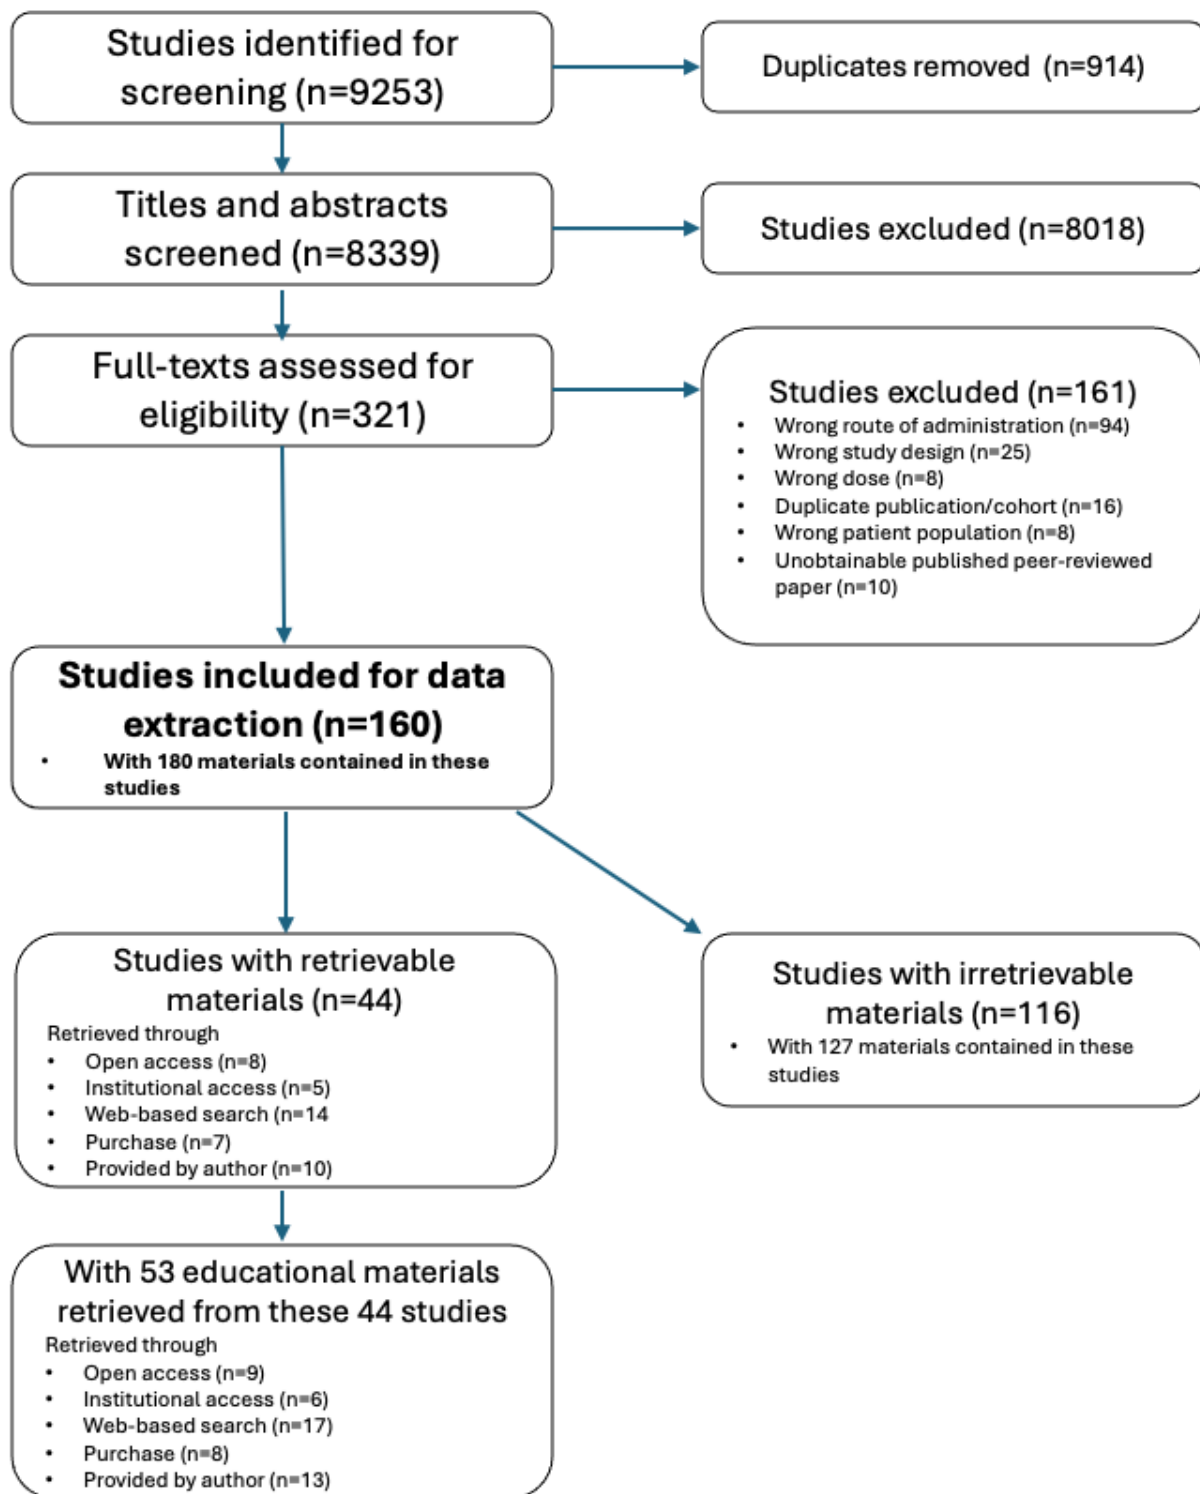 Studies identified for
screening (n=9253)
Duplicates removed  (n=914)
Titles and abstracts
screened (n=8339)
Studies excluded (n=8018)
Full-texts assessed for
eligibility (n=321)
Studies excluded (n=161)
• Wrong route of administration (n=94)
• Wrong study design (n=25)
• Wrong dose (n=8)
• Duplicate publication/cohort (n=16)
• Wrong patient population (n=8)
• Unobtainable published peer-reviewed
paper (n=10)
Studies included for data
extraction (n=160)
• With 180 materials contained in these
studies
Studies with retrievable
materials (n=44)
Retrieved through
• Open access (n=8)
• Institutional access (n=5)
• Web-based search (n=14
• Purchase (n=7)
• Provided by author (n=10)
Studies with irretrievable
materials (n=116)
• With 127 materials contained in these
studies
With 53 educational materials
retrieved from these 44 studies
Retrieved through
• Open access (n=9)
• Institutional access (n=6)
• Web-based search (n=17)
• Purchase (n=8)
• Provided by author (n=13)